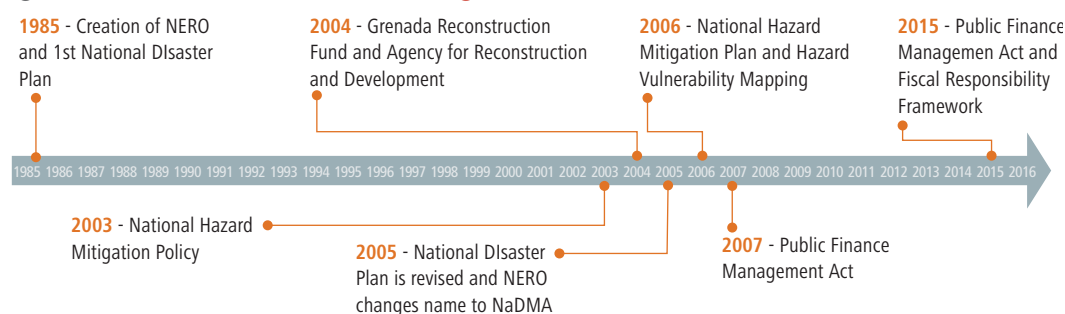 1985 - Creation of NERO
and 1st National DIsaster
Plan
2004 - Grenada Reconstruction
Fund and Agency for Reconstruction
and Development
2006 - National Hazard
Mitigation Plan and Hazard
Vulnerability Mapping
2015 - Public Finance
Managemen Act and
Fiscal Responsibility
Framework
1985 1986 1987 1988 1989 1990 1991 1992 1993 1994 1995 1996 1997 1998 1999 2000 2001 2002 2003 2004 2005 2006 2007 2008 2009 2010 2011 2012 2013 2014 2015 2016
2003 - National Hazard
Mitigation Policy
2005 - National DIsaster
Plan is revised and NERO
changes name to NaDMA
2007 - Public Finance
Management Act